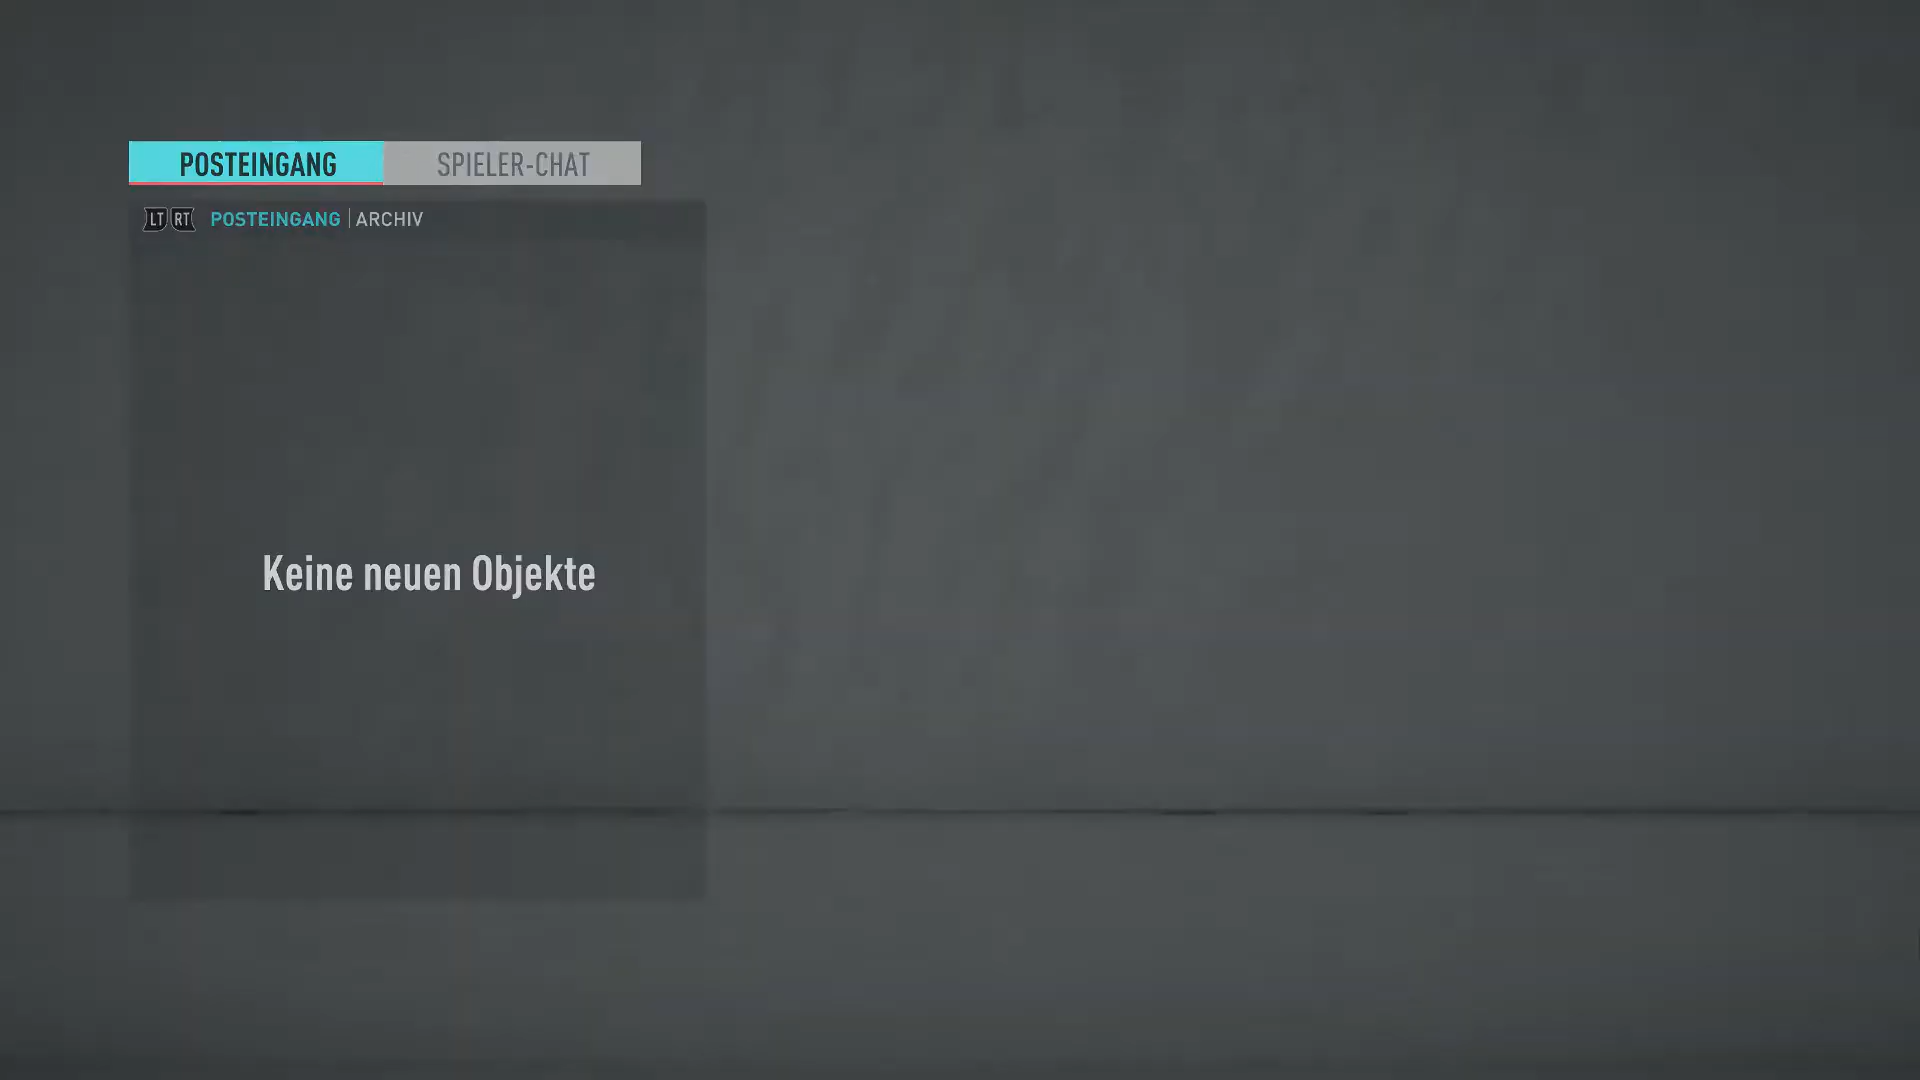 POSTEINGANG SPIELER-CHAT
LT RT POSTEINGANG | ARCHIV
Keine neuen Objekte